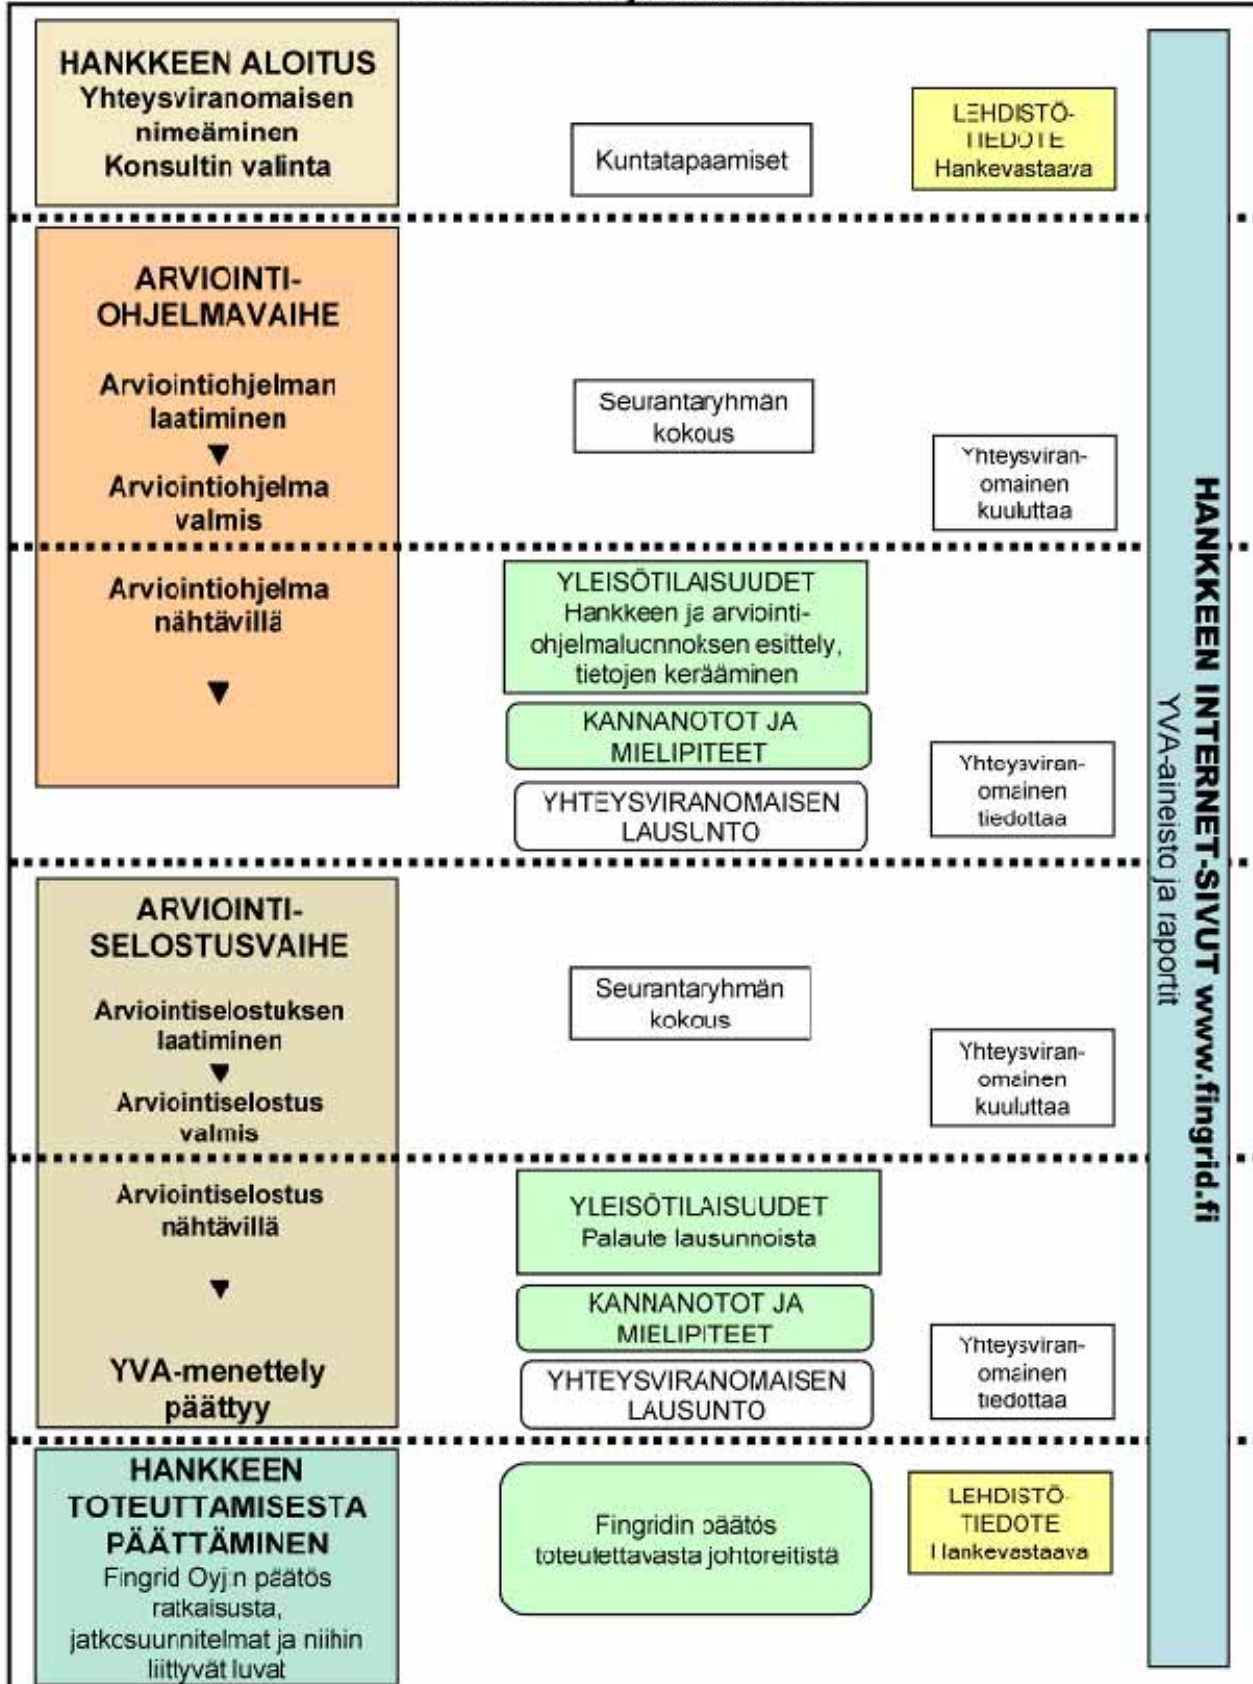 HANKKEEN ALOITUS
Yhteysviranomaisen
nimeäminen
Konsultin valinta
Kuntatapaamiset
LEHDISTÖ-
TIEDOTE
Hankevastaava
ARVIOINTI-
OHJELMAVAIHE
Arviointiohjelman
laatiminen
▼
Arviointiohjelma
valmis
Seurantaryhmän
kokous
Yhteysviran-
omainen
kuuluttaa
Arviointiohjelma
nähtävillä
▼
YLEISÖTILAISUUDET
Hankkeen ja arviointi-
ohjelmaluonnoksen esittely,
tietojen kerääminen
KANNANOTOT JA
MIELIPITEET
YHTEYSVIRANOMAISEN
LAUSUNTO
Yhteysviran-
omainen
tiedottaa
ARVIOINTI-
SELOSTUSVAIHE
Arviointiselostuksen
laatiminen
▼
Arviointiselostus
valmis
Seurantaryhmän
kokous
Yhteysviran-
omainen
kuuluttaa
Arviointiselostus
nähtävillä
▼
YVA-menettely
päättyy
YLEISÖTILAISUUDET
Palaute lausunnoista
KANNANOTOT JA
MIELIPITEET
YHTEYSVIRANOMAISEN
LAUSUNTO
Yhteysviran-
omainen
tiedottaa
HANKKEEN
TOTEUTTAMISESTA
PÄÄTTÄMINEN
Fingrid Oyj:n päätös
ratkaisusta,
jatkosuunnitelmat ja niihin
liittyvät luvat
Fingridin päätös
toteutettavasta johtoreitistä
LEHDISTÖ-
TIEDOTE
Hankevastaava
HANKKEEN INTERNET-SIVUT www.fingrid.fi
YVA-aineisto ja raportit